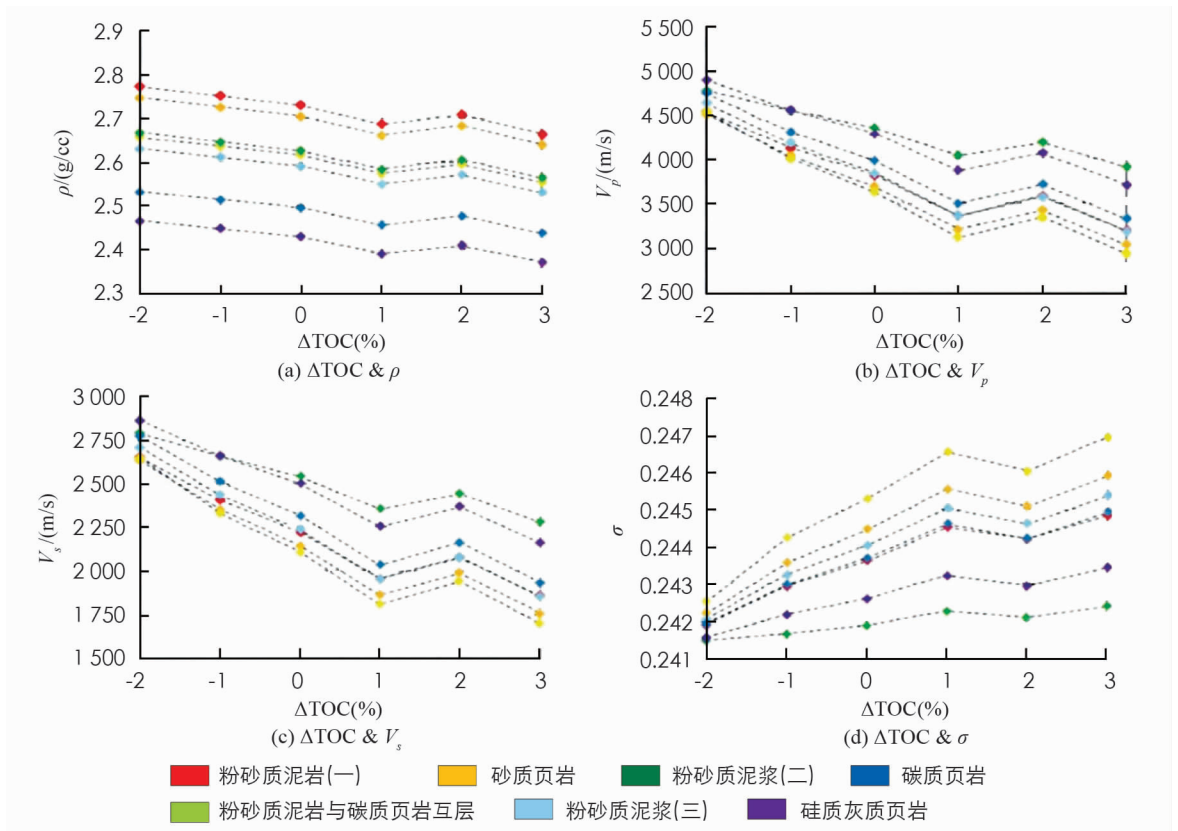 2.9
2.8
2.7
2.6
2.5
2.4
2.3
ρ/(g/cc)
-2 -1 0 1 2 3
ΔTOC(%)
(a) ΔTOC & ρ
5 500
5 000
4 500
4 000
3 500
3 000
2 500
Vp/(m/s)
-2 -1 0 1 2 3
ΔTOC(%)
(b) ΔTOC & Vp
3 000
2 750
2 500
2 250
2 000
1 750
1 500
Vs/(m/s)
-2 -1 0 1 2 3
ΔTOC(%)
(c) ΔTOC & Vs
0.248
0.247
0.246
0.245
0.244
0.243
0.242
0.241
σ
-2 -1 0 1 2 3
ΔTOC(%)
(d) ΔTOC & σ
粉砂质泥岩(一) 砂质页岩 粉砂质泥浆(二) 碳质页岩
粉砂质泥岩与碳质页岩互层 粉砂质泥浆(三) 硅质灰质页岩